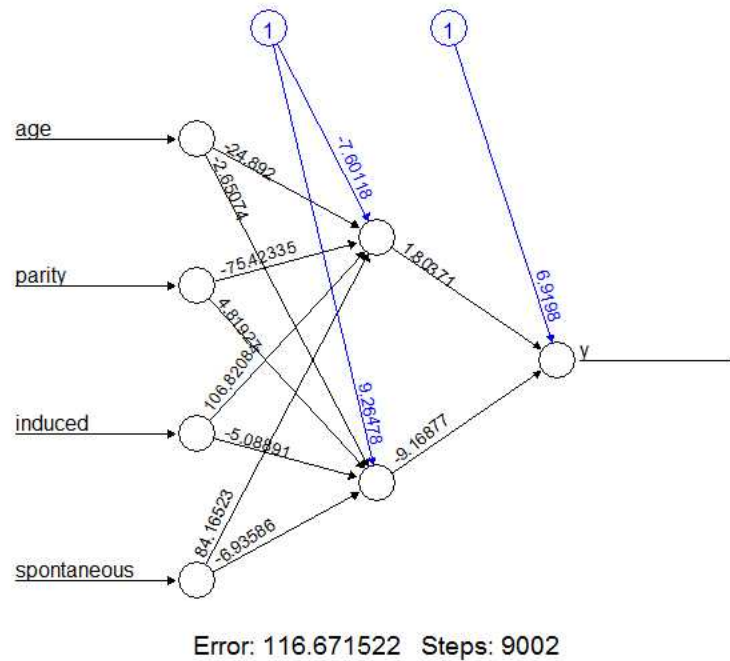 1
1
age
-24.892
-2.65074
-7.60118
parity
-75.42335
4.81927
1.80371
6.9198
y
induced
106.82084
-5.08891
9.26478
-9.16877
spontaneous
84.16523
-6.93586
Error: 116.671522 Steps: 9002